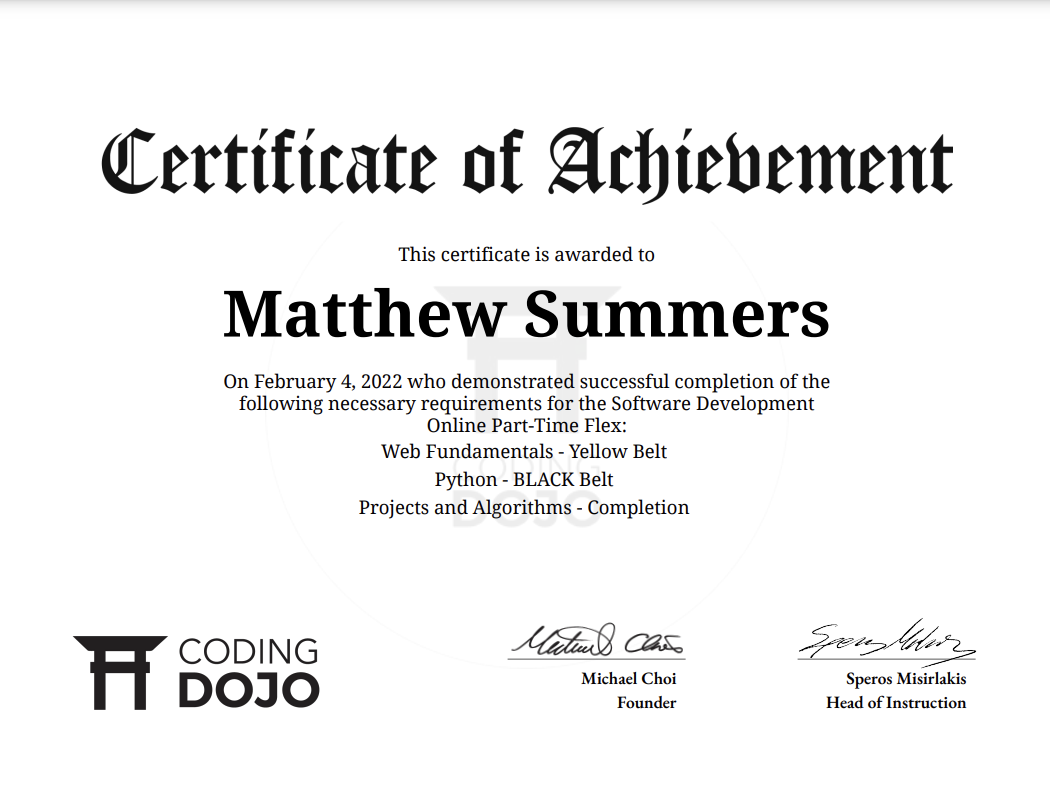 Certificate of Achievement
This certificate is awarded to
Matthew Summers
On February 4, 2022 who demonstrated successful completion of the
following necessary requirements for the Software Development
Online Part-Time Flex:
Web Fundamentals - Yellow Belt
Python - BLACK Belt
Projects and Algorithms - Completion
CODING
DOJO
CODING
DOJO
Michael Choi
Founder
Speros Misirlakis
Head of Instruction